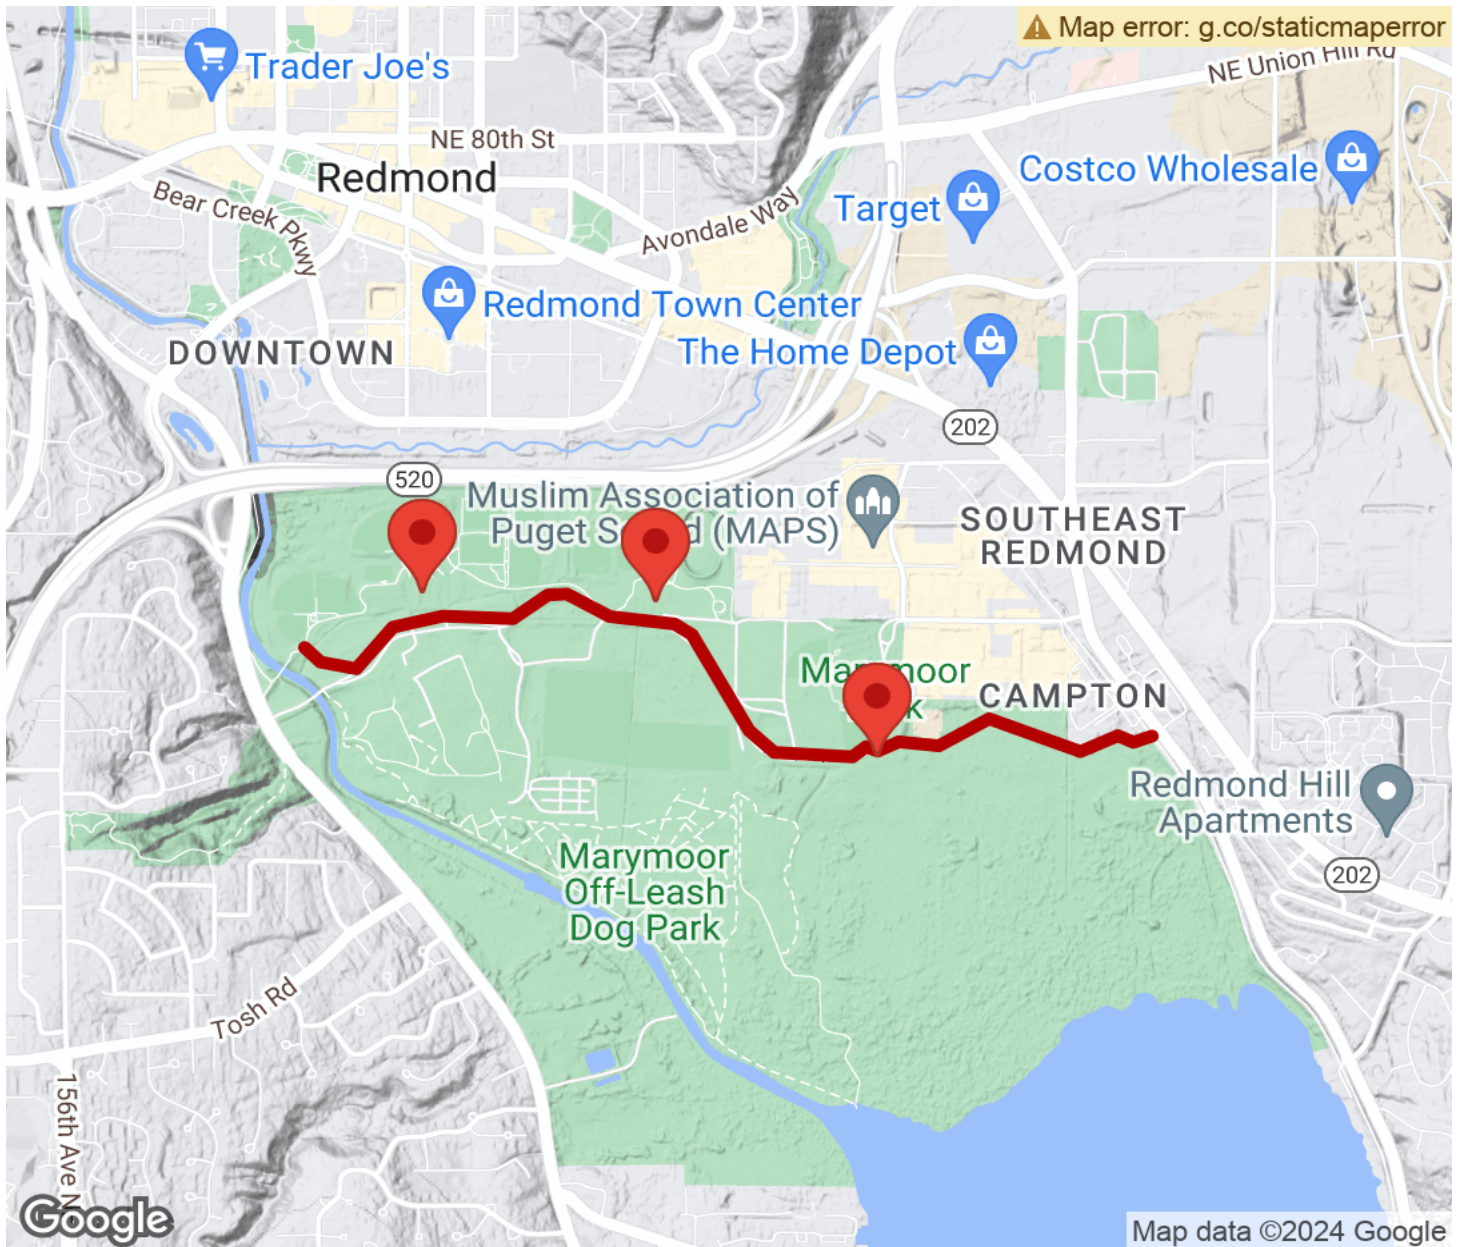 Map error: g.co/staticmaperror
NE Union Hill Rd
Trader Joe's
NE 80th St
Redmond
Costco Wholesale
Bear Creek Pkwy
Target
Avondale Way
Redmond Town Center
DOWNTOWN
The Home Depot
202
520
Muslim Association of
Puget S d (MAPS)
SOUTHEAST
REDMOND
Marymoor
k
CAMPTON
Redmond Hill
Apartments
Marymoor
Off-Leash
Dog Park
202
Tosh Rd
156th Ave N
Google
Map data ©2024 Google